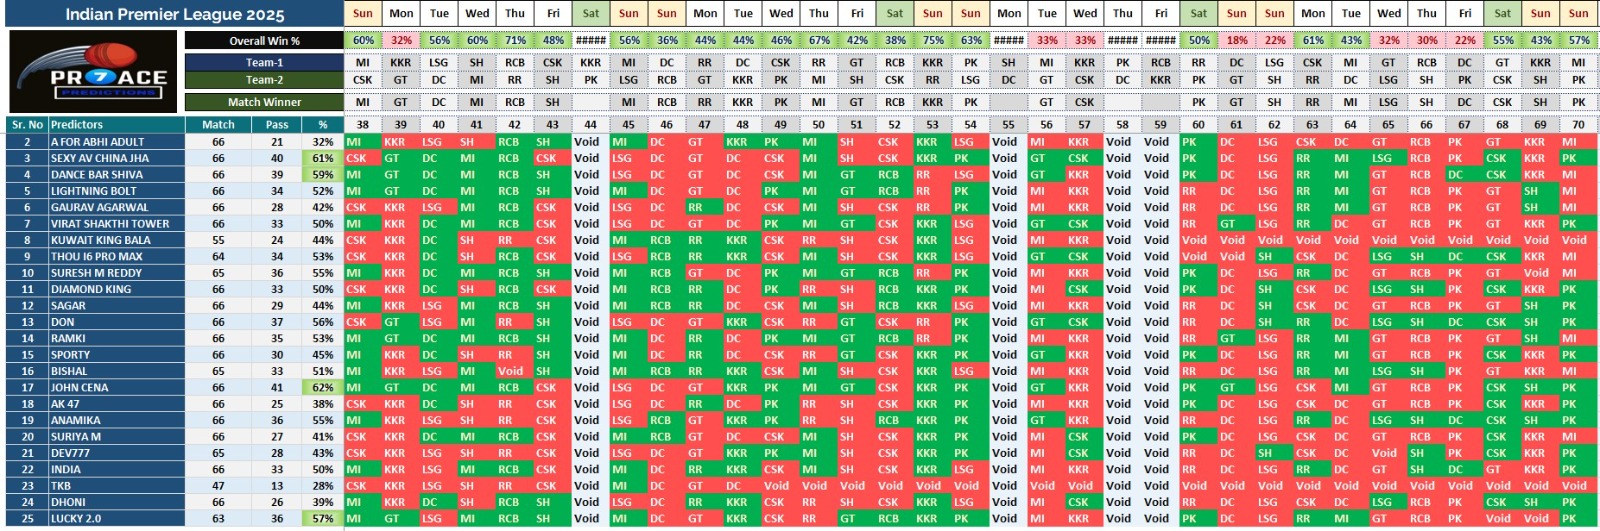 Indian Premier League 2025 Sun Mon Tue Wed Thu Fri Sat Sun Sun Mon Tue Wed Thu Fri Sat Sun Sun Mon Tue Wed Thu Fri Sat Sun Sun Mon Tue Wed Thu Fri Sat Sun Sun
PRO7ACE
PREDICTIONS
Overall Win % 60% 32% 56% 60% 71% 48% ##### 56% 36% 44% 44% 46% 67% 42% 52% 75% 63% ##### 33% 33% ##### ##### 50% 18% 22% 61% 43% 32% 30% 22% 55% 43% 57%
Team-1 MI KKR LSG SH RCB CSK KKR MI DC RR DC CSK RR RR RCB KKR PK SH MI KKR PK RCB RR RR DC LSG CSK MI RR GT LSG SH KKR MI
Team-2 CSK GT DC MI RR SH PK LSG RCB GT KKR PK MI SH CSK RR LSG DC GT CSK DC KKR PK GT SH RR DC SH RCB PK GT SH PK
Match Winner MI GT DC MI RCB SH MI RCB RR KKR PK MI GT RCB KKR PK GT CSK PK GT SH RR MI LSG SH DC CSK SH PK
Sr. No Predictors Match Pass % 38 39 40 41 42 43 44 45 46 47 48 49 50 51 52 53 54 55 56 57 58 59 60 61 62 63 64 65 66 67 68 69 70
2 A FOR ABHI ADULT 66 21 32% MI KKR LSG SH RCB SH Void MI DC GT KKR PK MI SH CSK KKR LSG Void MI KKR Void Void PK DC LSG CSK DC GT RCB PK GT KKR MI
3 SEXY AV CHINA JHA 66 40 61% CSK GT DC MI RCB CSK Void LSG DC GT DC CSK MI SH CSK KKR PK Void GT CSK Void Void PK DC LSG RR MI LSG RCB PK CSK KKR PK
4 DANCE BAR SHIVA 66 39 59% MI GT DC MI RCB SH Void MI DC GT DC CSK MI GT RCB RR LSG Void GT KKR Void Void PK DC LSG RR MI GT RCB DC CSK KKR MI
5 LIGHTNING BOLT 66 34 52% MI GT DC MI RCB SH Void MI DC GT DC PK MI SH CSK RR PK Void MI KKR Void Void RR DC LSG RR MI GT RCB PK GT SH MI
6 GAURAV AGARWAL 66 28 42% CSK KKR LSG MI RCB CSK Void LSG DC RR DC CSK MI SH CSK RR PK Void MI KKR Void Void RR DC LSG RR MI GT RCB PK GT SH MI
7 VIRAT SHAKTHI TOWER 66 33 50% MI KKR DC MI RCB CSK Void LSG DC GT DC PK MI GT CSK KKR LSG Void GT CSK Void Void RR GT LSG RR DC GT RCB PK GT KKR PK
8 KUWAIT KING BALA 55 24 44% CSK KKR DC SH RR CSK Void MI RCB RR KKR CSK RR SH CSK KKR LSG Void MI KKR Void Void Void Void Void Void Void Void Void Void Void Void Void
9 THOU I6 PRO MAX 64 34 53% CSK KKR DC MI RCB CSK Void MI RCB RR KKR CSK MI SH CSK KKR PK Void GT CSK Void Void Void Void SH CSK DC LSG SH DC CSK KKR PK
10 SURESH M REDDY 65 36 55% MI KKR DC MI RCB SH Void MI RCB GT DC PK MI GT RCB RR PK Void MI KKR Void Void PK DC LSG RR DC GT RCB PK GT Void MI
11 DIAMOND KING 66 33 50% CSK KKR DC MI RCB CSK Void MI RCB RR DC PK RR SH RCB KKR PK Void MI KKR Void Void RR DC SH CSK MI GT RCB PK GT KKR PK
12 SAGAR 66 29 44% MI KKR LSG MI RCB SH Void MI RCB RR DC CSK MI SH CSK KKR LSG Void MI KKR Void Void RR DC SH CSK DC GT RCB PK GT SH PK
13 DON 66 37 56% CSK GT LSG MI RR SH Void LSG DC GT KKR CSK RR GT CSK RR PK Void GT CSK Void Void RR DC SH RR DC LSG SH DC CSK SH PK
14 RAMKI 66 35 53% MI KKR DC MI RCB SH Void MI DC RR DC PK MI GT RCB RR PK Void MI KKR Void Void RR GT LSG RR MI GT RCB PK GT SH MI
15 SPORTY 66 30 45% MI KKR DC SH RR SH Void MI DC RR DC CSK RR GT CSK KKR PK Void GT KKR Void Void PK DC LSG RR MI GT RCB PK CSK KKR PK
16 BISHAL 65 33 51% MI KKR LSG MI Void SH Void MI DC RR DC PK MI SH CSK KKR PK Void MI KKR Void Void RR DC LSG RR MI GT RCB PK GT KKR PK
17 JOHN CENA 66 41 62% MI GT DC MI RCB CSK Void LSG DC GT KKR PK MI GT CSK KKR PK Void GT KKR Void Void PK GT LSG CSK MI GT RCB PK CSK SH PK
18 AK 47 66 25 38% CSK KKR DC SH RR CSK Void LSG DC RR DC PK RR SH CSK KKR PK Void MI KKR Void Void PK DC LSG CSK DC GT RCB PK CSK KKR PK
19 ANAMIKA 66 36 55% MI KKR LSG SH RCB CSK Void LSG RCB GT KKR PK MI SH RCB KKR PK Void GT KKR Void Void PK DC LSG RR DC LSG SH DC GT KKR PK
20 SURIYA M 66 27 41% CSK KKR DC MI RCB CSK Void MI RCB GT DC CSK MI SH CSK KKR PK Void MI CSK Void Void PK DC LSG CSK DC GT RCB PK CSK KKR MI
21 DEV777 65 28 43% MI KKR LSG SH RCB CSK Void LSG DC GT KKR PK MI SH CSK KKR PK Void MI CSK Void Void RR DC SH CSK DC Void SH PK CSK KKR PK
22 INDIA 66 33 50% MI KKR LSG MI RCB CSK Void MI DC RR KKR PK MI SH CSK KKR LSG Void MI KKR Void Void RR DC LSG RR DC GT SH DC GT KKR PK
23 TKB 47 13 28% CSK KKR LSG MI RR CSK Void LSG DC GT DC Void Void Void Void Void Void Void Void Void Void Void Void Void Void Void Void Void Void Void Void Void Void
24 DHONI 66 26 39% MI KKR DC SH RCB SH Void LSG DC RR KKR CSK RR SH CSK KKR PK Void MI CSK Void Void RR DC LSG CSK DC LSG RCB PK CSK SH PK
25 LUCKY 2.0 63 36 57% MI GT LSG MI RCB SH Void MI DC GT RR KKR CSK RR GT RCB KKR PK Void MI KKR Void Void PK DC LSG RR MI GT RCB PK Void Void PK